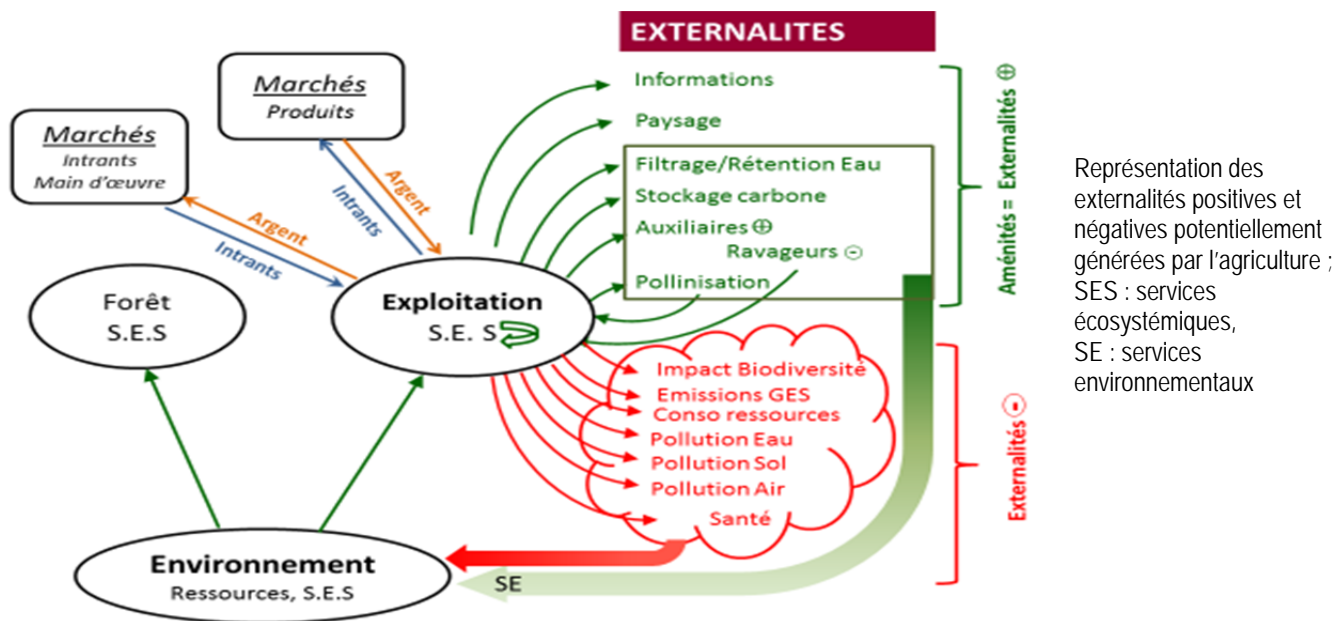 EXTERNALITES
Marchés
Produits
Marchés
Intrants
Main d'œuvre
Argent
Intrants
Argent
Intrants
Forêt
S.E.S
Exploitation
S.E. S
Environnement
Ressources, S.E.S
Informations
Paysage
Filtrage/Rétention Eau
Stockage carbone
Auxiliaires ⊕
Ravageurs ⊖
Pollinisation
Impact Biodiversité
Emissions GES
Conso ressources
Pollution Eau
Pollution Sol
Pollution Air
Santé
SE
Aménités = Externalités ⊕
Externalités ⊖
Représentation des
externalités positives et
négatives potentiellement
générées par l'agriculture ;
SES : services
écosystémiques,
SE : services
environnementaux